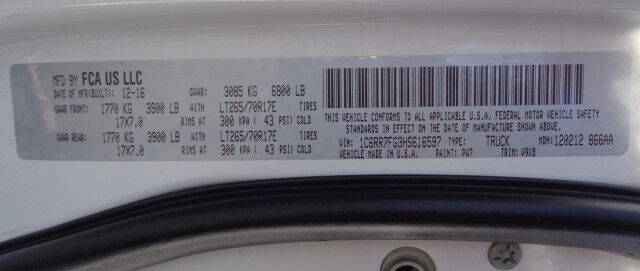 MFD BY FCA US LLC
DATE OF MFR(BUILT): 12-16 GVWR: 3085 KG 6800 LB
GAWR FRONT: 1770 KG 3900 LB WITH LT265/70R17E TIRES
17X7.0 RIMS AT 300 KPA ( 43 PSI) COLD
GAWR REAR: 1770 KG 3900 LB WITH LT265/70R17E TIRES
17X7.0 RIMS AT 300 KPA ( 43 PSI) COLD
THIS VEHICLE CONFORMS TO ALL APPLICABLE U.S.A. FEDERAL MOTOR VEHICLE SAFETY
STANDARDS IN EFFECT ON THE DATE OF MANUFACTURE SHOWN ABOVE.
VIN: 1C6RR7FG3HS616597 TYPE: TRUCK MDH: 120212 866AA
VEHICLE MADE IN U.S.A. PAINT: PW7 TRIM: V9X8